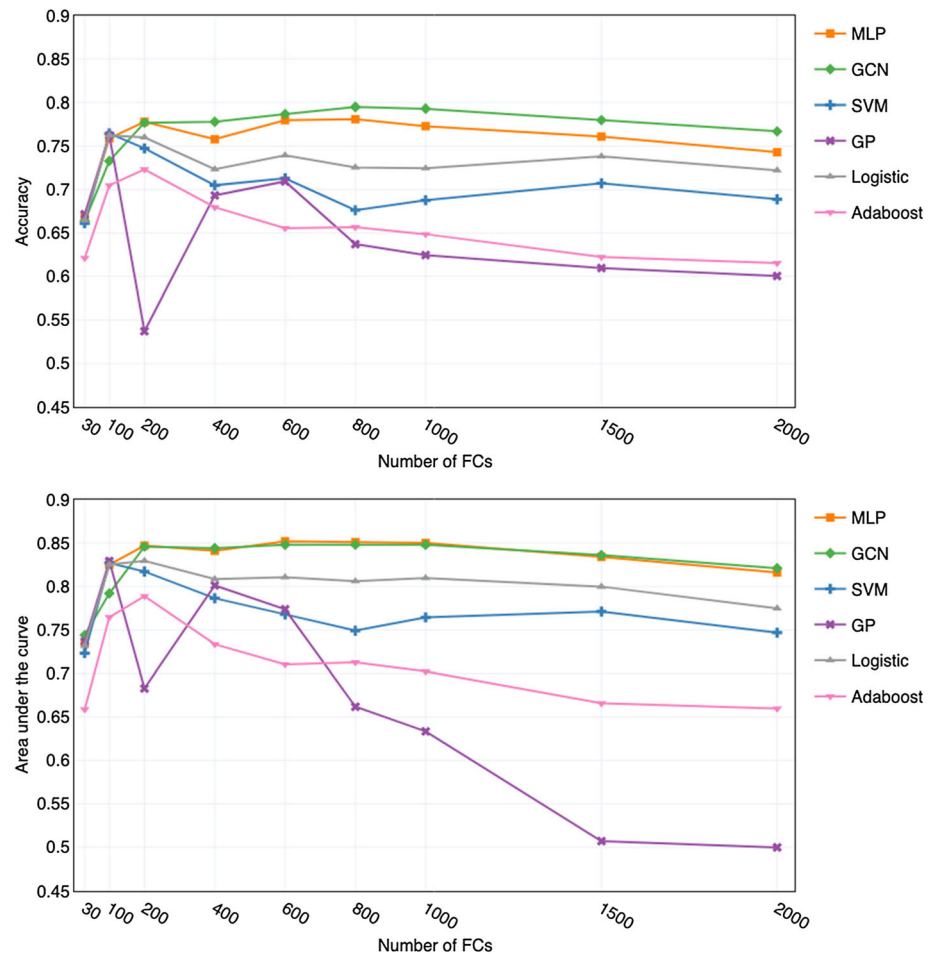 0.9
0.85
0.8
0.75
0.7
0.65
0.6
0.55
0.5
0.45
Accuracy
30 100 200 400 600 800 1000 1500 2000
Number of FCs
MLP
GCN
SVM
GP
Logistic
Adaboost
0.9
0.85
0.8
0.75
0.7
0.65
0.6
0.55
0.5
0.45
Area under the curve
30 100 200 400 600 800 1000 1500 2000
Number of FCs
MLP
GCN
SVM
GP
Logistic
Adaboost